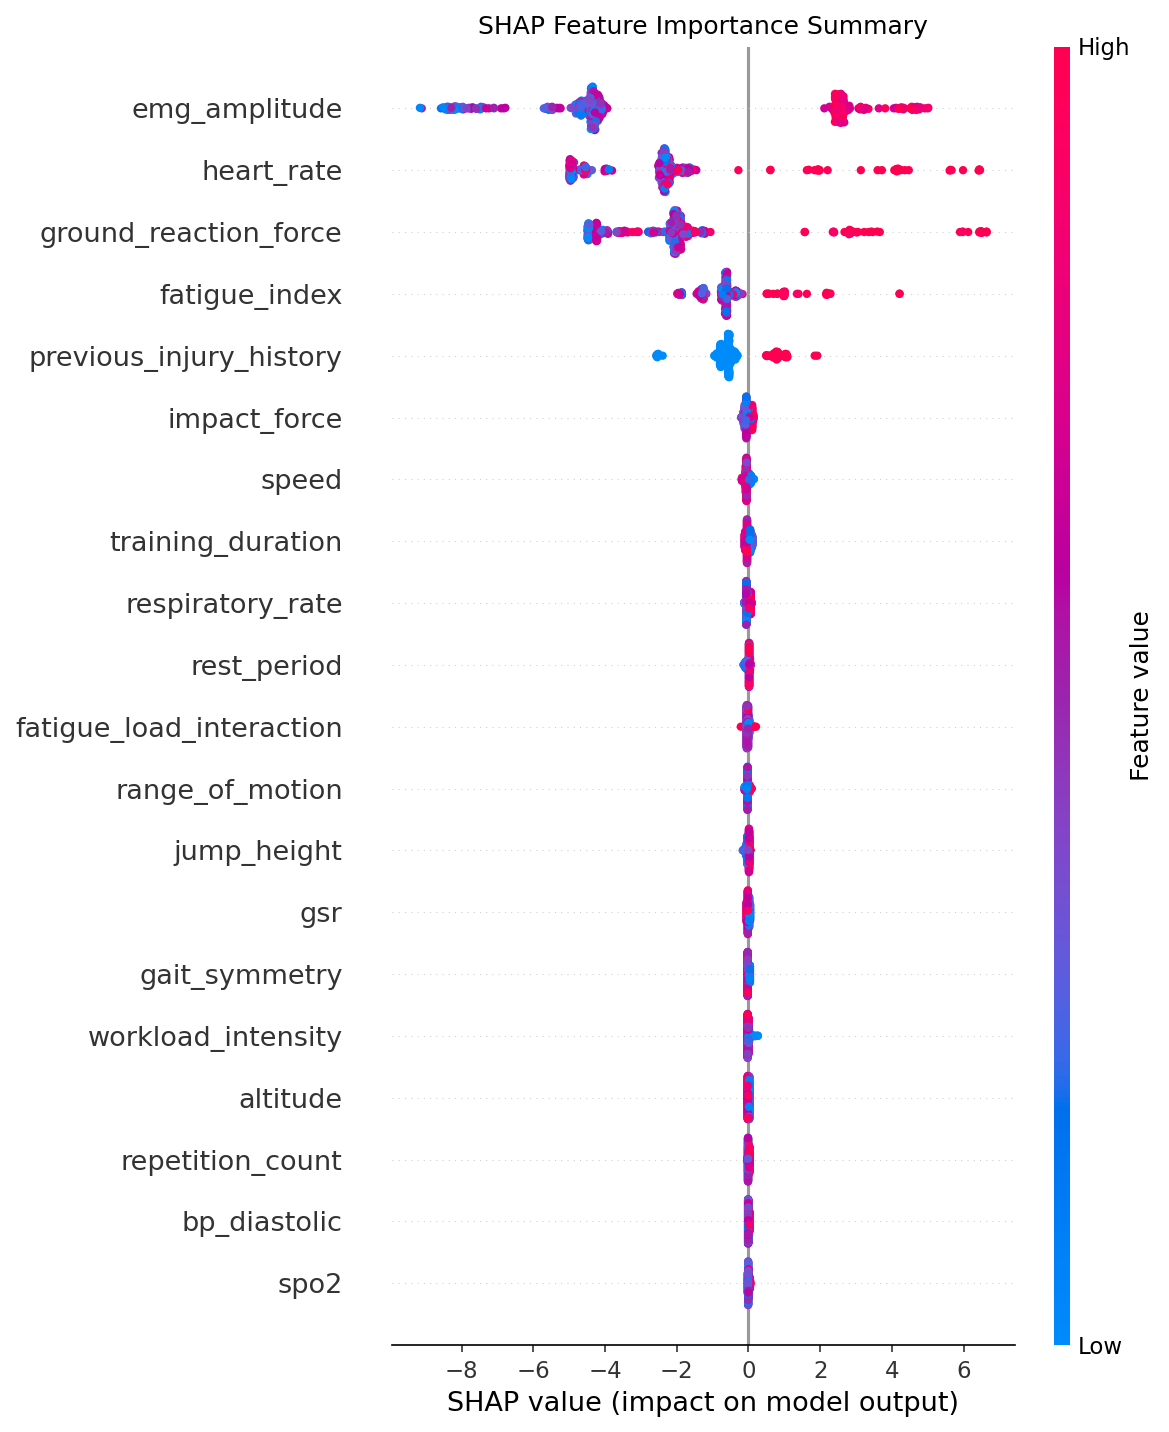 SHAP Feature Importance Summary
High
emg_amplitude
heart_rate
ground_reaction_force
fatigue_index
previous_injury_history
impact_force
speed
training_duration
respiratory_rate
rest_period
fatigue_load_interaction
range_of_motion
jump_height
gsr
gait_symmetry
workload_intensity
altitude
repetition_count
bp_diastolic
spo2
Feature value
Low
−8 −6 −4 −2 0 2 4 6
SHAP value (impact on model output)